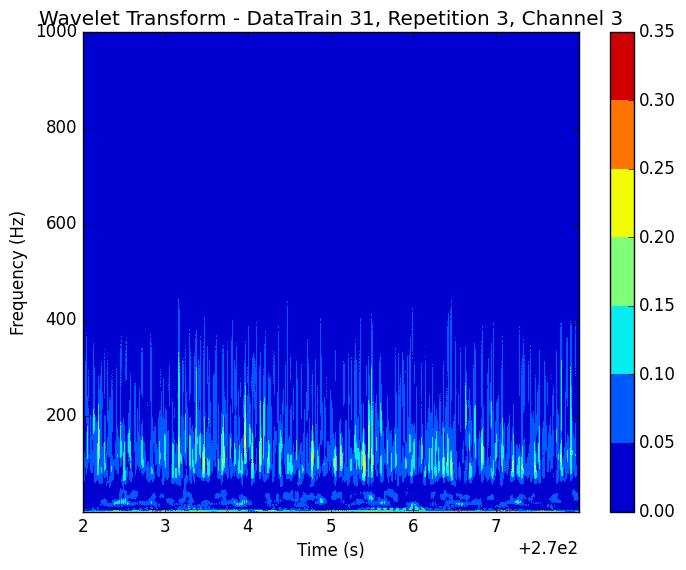 Wavelet Transform - DataTrain 31, Repetition 3, Channel 3
1000
800
600
400
200
Frequency (Hz)
2 3 4 5 6 7
+2.7e2
Time (s)
0.35
0.30
0.25
0.20
0.15
0.10
0.05
0.00